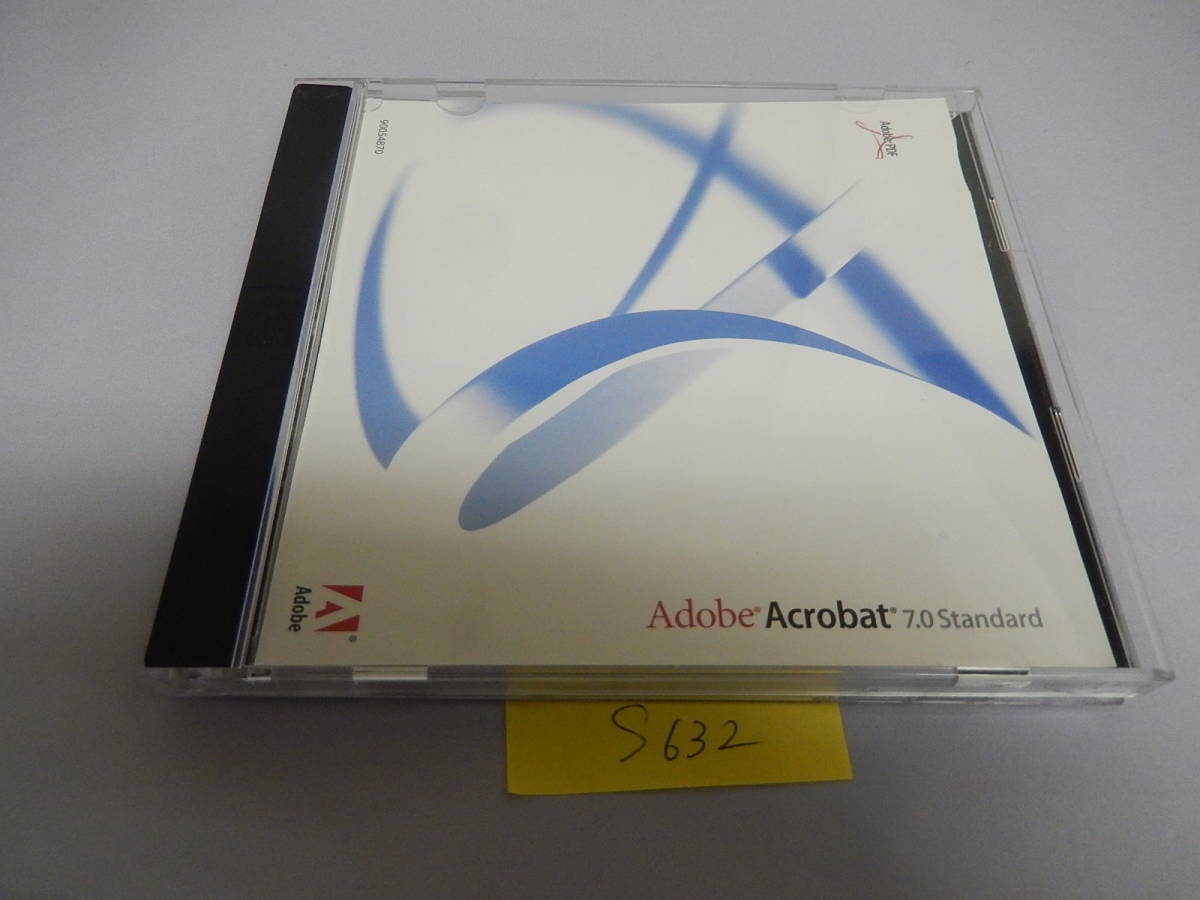 90054870
Adobe PDF
Adobe
Adobe® Acrobat® 7.0 Standard
S632